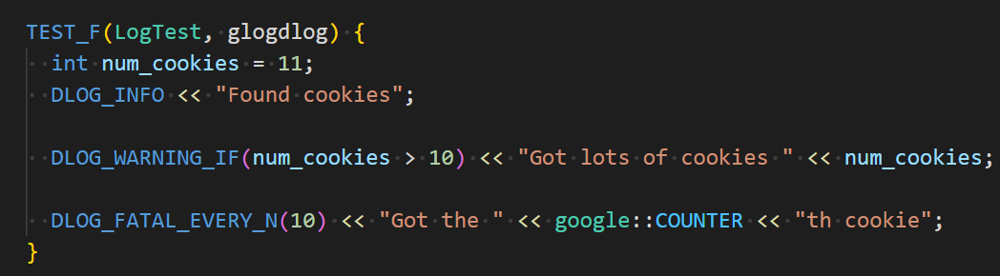 TEST_F(LogTest, glogdlog) {
  int num_cookies = 11;
  DLOG_INFO << "Found cookies";

  DLOG_WARNING_IF(num_cookies > 10) << "Got lots of cookies " << num_cookies;

  DLOG_FATAL_EVERY_N(10) << "Got the " << google::COUNTER << "th cookie";
}